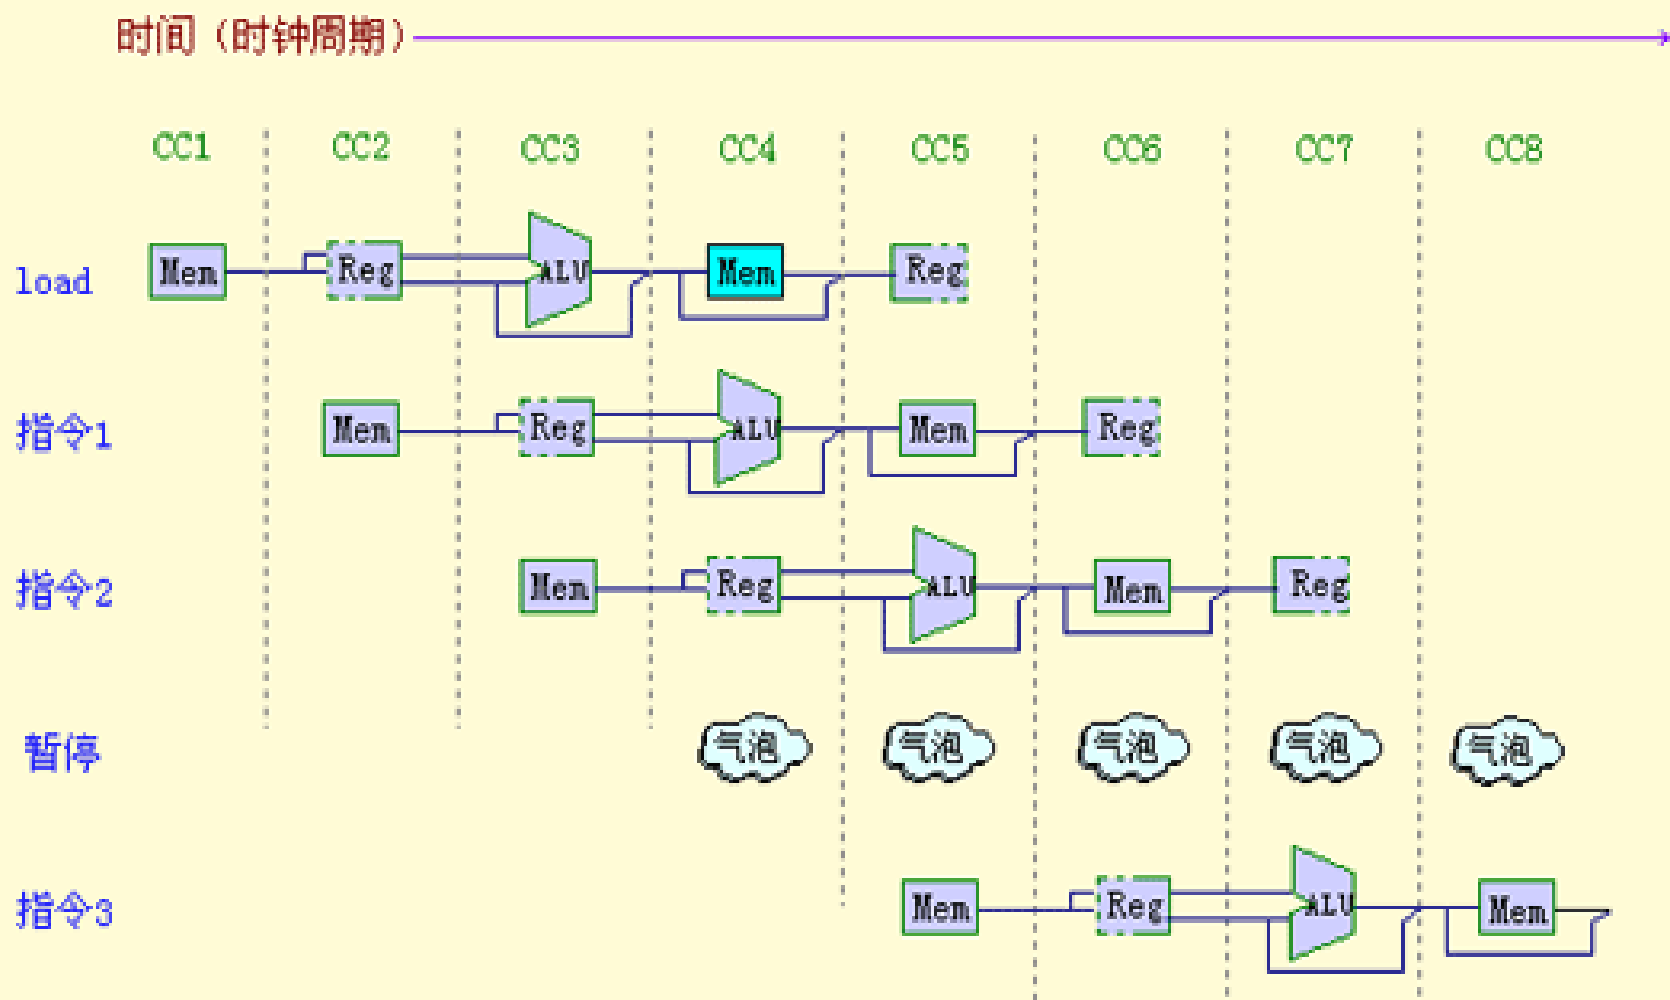 时间（时钟周期）
CC1 CC2 CC3 CC4 CC5 CC6 CC7 CC8
load Mem Reg ALU Mem Reg
指令1 Mem Reg ALU Mem Reg
指令2 Mem Reg ALU Mem Reg
暂停 气泡 气泡 气泡 气泡 气泡
指令3 Mem Reg ALU Mem